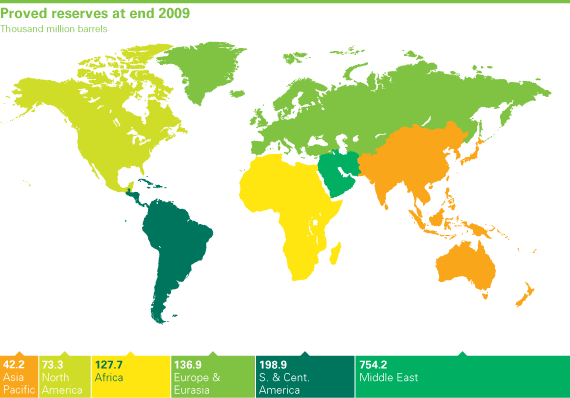 Proved reserves at end 2009
Thousand million barrels
42.2
Asia
Pacific
73.3
North
America
127.7
Africa
136.9
Europe &
Eurasia
198.9
S. & Cent.
America
754.2
Middle East